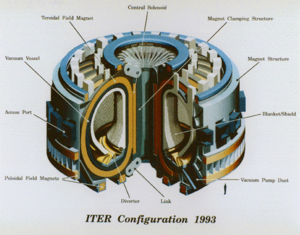 Central Solenoid
Toroidal Field Magnet
Magnet Clamping Structure
Vacuum Vessel
Magnet Structure
Access Port
Blanket/Shield
Poloidal Field Magnets
Vacuum Pump Duct
Divertor
Link
ITER Configuration 1993